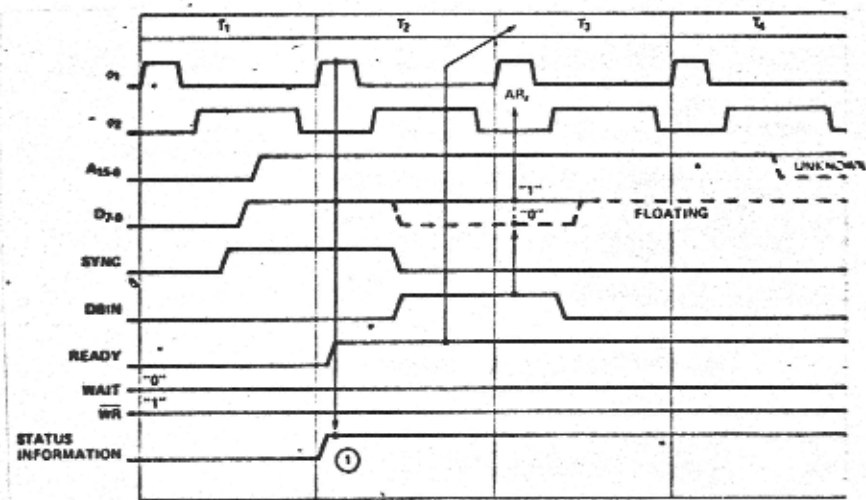 T₁ T₂ T₃ T₄
φ₁
φ₂
A₁₅₋₀
D₇₋₀
SYNC
DBIN
READY
WAIT
WR
STATUS
INFORMATION
UNKNOWN
"1"
"0"
FLOATING
"0"
"1"
①